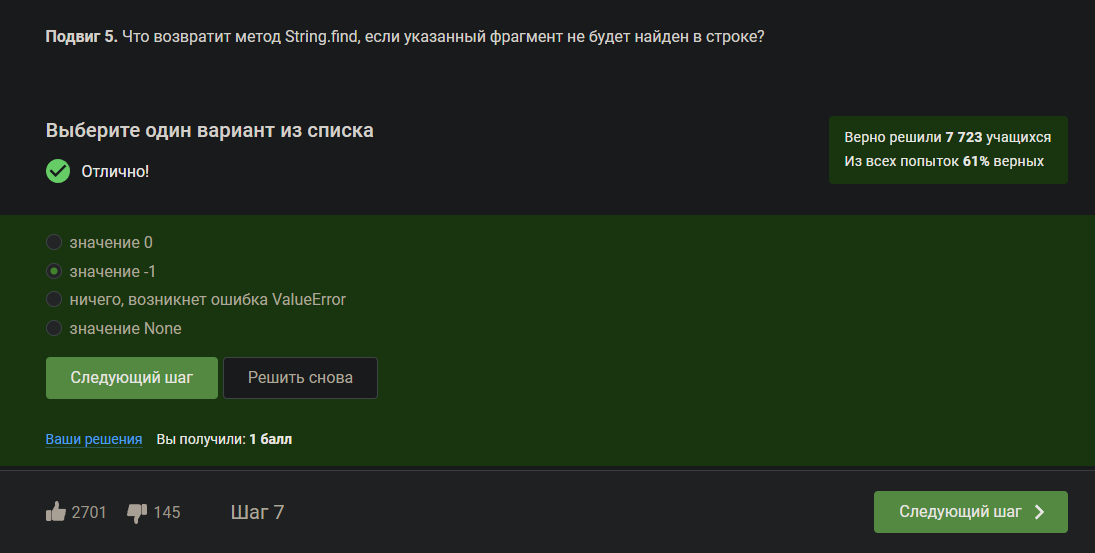 Подвиг 5. Что возвратит метод String.find, если указанный фрагмент не будет найден в строке?
Выберите один вариант из списка
Отлично!
Верно решили 7 723 учащихся
Из всех попыток 61% верных
значение 0
значение -1
ничего, возникнет ошибка ValueError
значение None
Следующий шаг
Решить снова
Ваши решения Вы получили: 1 балл
2701 145 Шаг 7
Следующий шаг